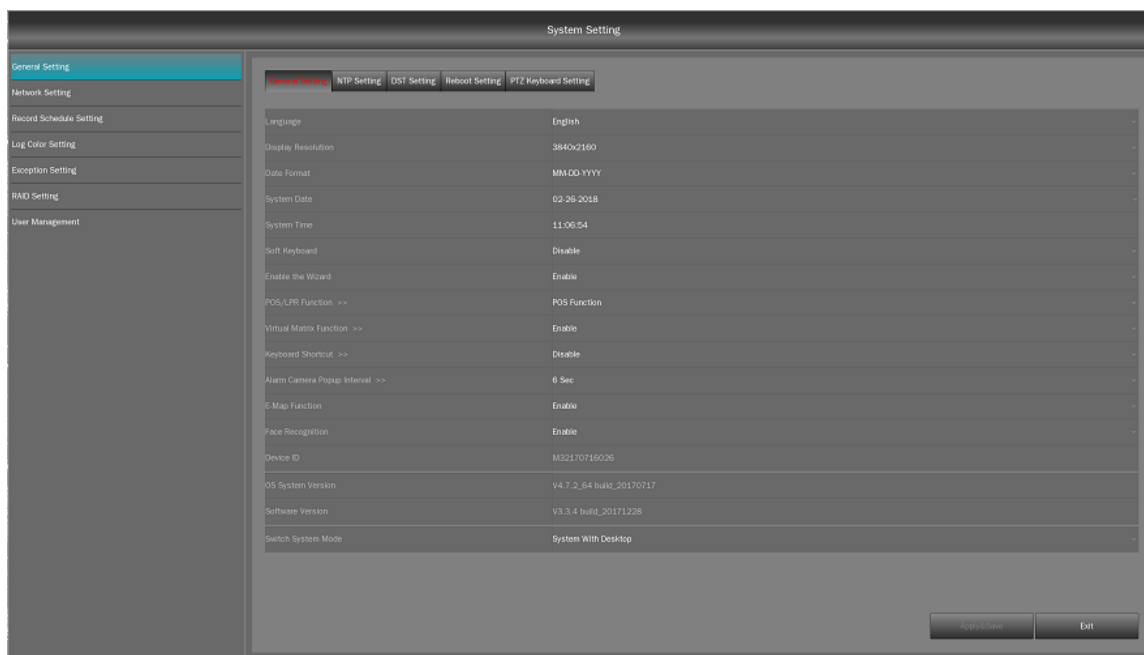 System Setting
General Setting
Network Setting
Record Schedule Setting
Log Color Setting
Exception Setting
RAID Setting
User Management
General Setting NTP Setting DST Setting Reboot Setting PTZ Keyboard Setting
Language English
Display Resolution 3840x2160
Date Format MM-DD-YYYY
System Date 02-26-2018
System Time 11:06:54
Soft Keyboard Disable
Enable the Wizard Enable
POS/LPR Function >> POS Function
Virtual Matrix Function >> Enable
Keyboard Shortcut >> Disable
Alarm Camera Popup Interval >> 6 Sec
E-Map Function Enable
Face Recognition Enable
Device ID M32170716026
OS System Version V4.7.2_64 build_20170717
Software Version V3.3.4 build_20171228
Switch System Mode System With Desktop
Apply&Save Exit